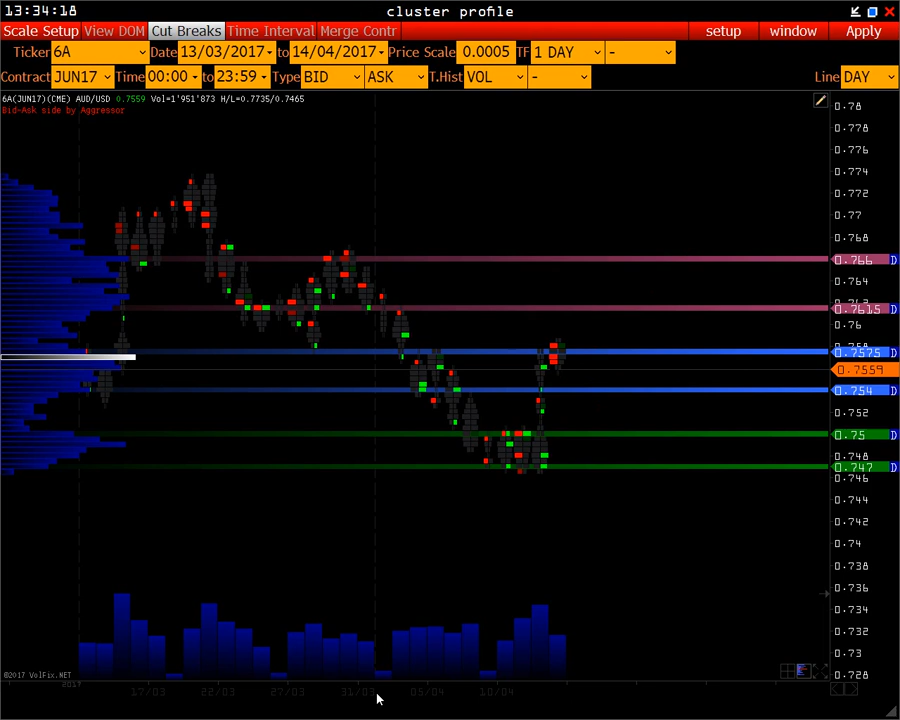 13:34:18 cluster profile
Scale Setup View DOM Cut Breaks Time Interval Merge Contr setup window Apply
Ticker 6A Date 13/03/2017 to 14/04/2017 Price Scale 0.0005 TF 1 DAY -
Contract JUN17 Time 00:00 to 23:59 Type BID ASK T.Hist VOL - Line DAY
6A(JUN17)(CME) AUD/USD 0.7559 Vol=1'951'873 H/L=0.7735/0.7465
Bid-Ask side by Aggressor
0.78
0.778
0.776
0.774
0.772
0.77
0.768
0.766 D
0.764
0.7615 D
0.76
0.7575 D
0.7559
0.754 D
0.752
0.75 D
0.748
0.747 D
0.746
0.744
0.742
0.74
0.738
0.736
0.734
0.732
0.73
0.728
©2017 VolFix.NET
2017 17/03 22/03 27/03 31/03 05/04 10/04